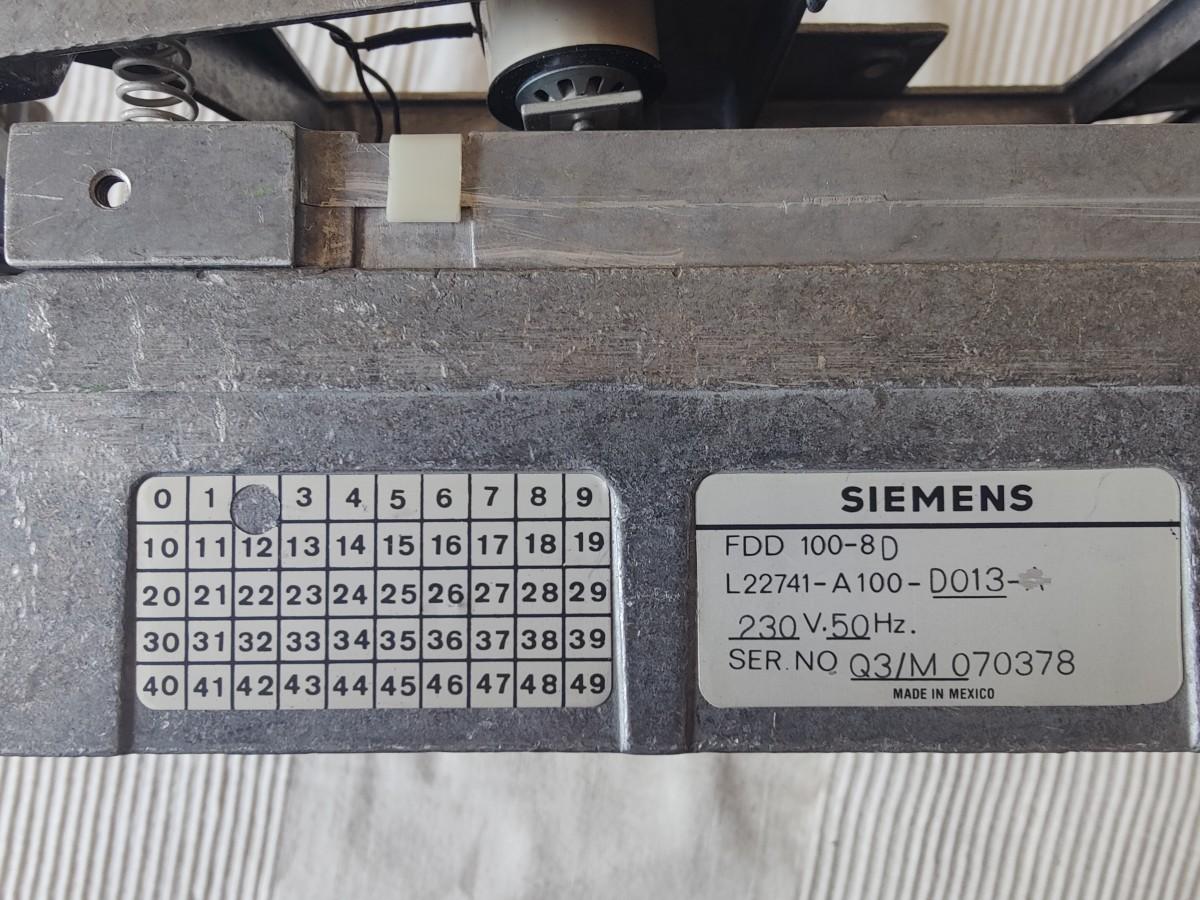 0 1 3 4 5 6 7 8 9
10 11 12 13 14 15 16 17 18 19
20 21 22 23 24 25 26 27 28 29
30 31 32 33 34 35 36 37 38 39
40 41 42 43 44 45 46 47 48 49
SIEMENS
FDD 100-8D
L22741-A100-D013-
230 V. 50 Hz.
SER. NO Q3/M 070378
MADE IN MEXICO